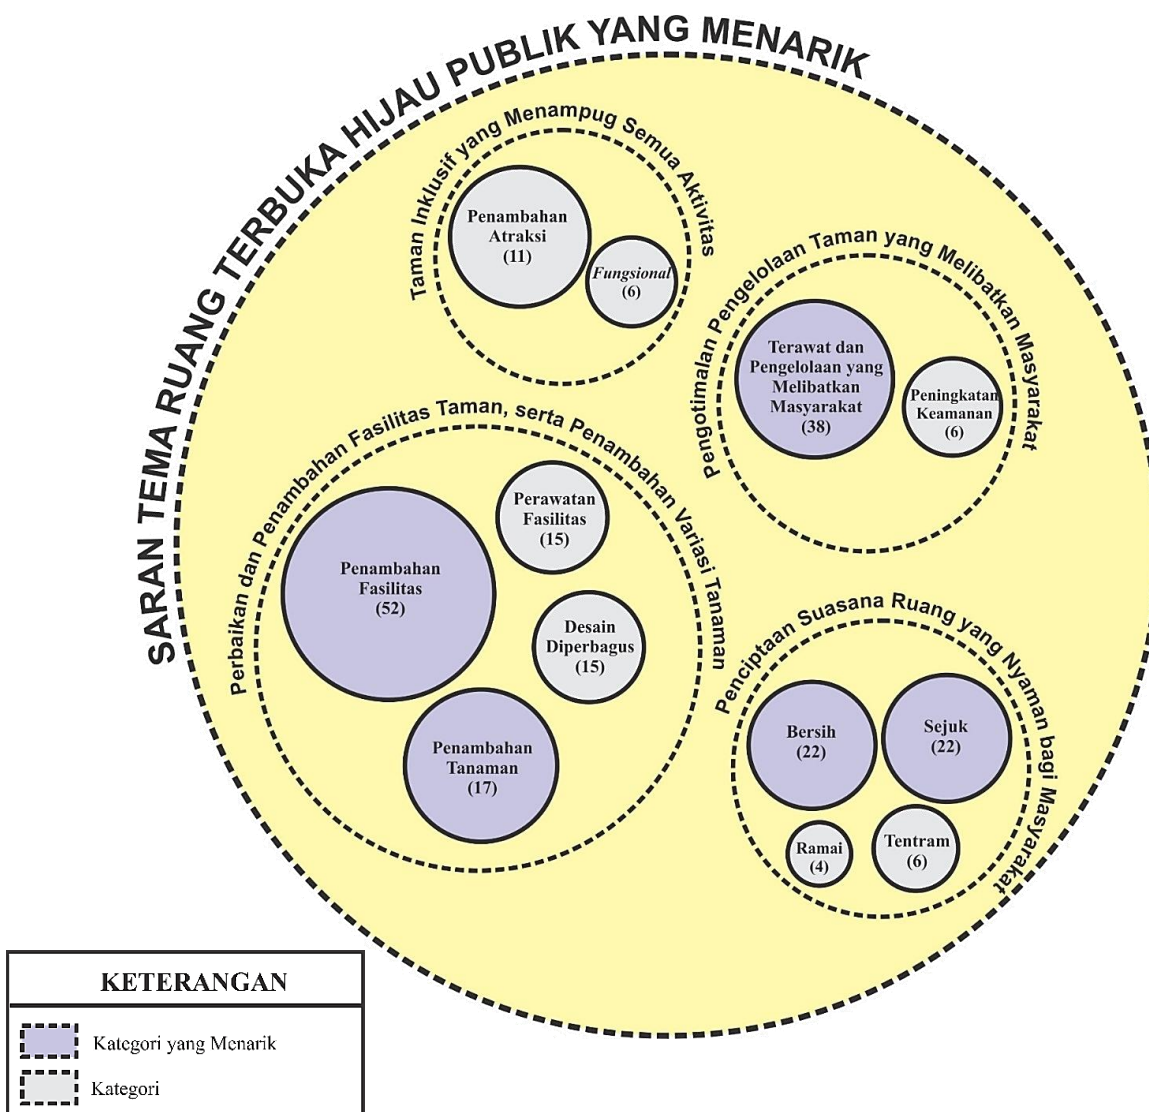 SARAN TEMA RUANG TERBUKA HIJAU PUBLIK YANG MENARIK
Taman Inklusif yang Menampug Semua Aktivitas
Penambahan
Atraksi
(11)
Fungsional
(6)
Pengotimalan Pengelolaan Taman yang Melibatkan Masyarakat
Terawat dan
Pengelolaan yang
Melibatkan
Masyarakat
(38)
Peningkatan
Keamanan
(6)
Perbaikan dan Penambahan Fasilitas Taman, serta Penambahan Variasi Tanaman
Perawatan
Fasilitas
(15)
Penambahan
Fasilitas
(52)
Desain
Diperbagus
(15)
Penambahan
Tanaman
(17)
Penciptaan Suasana Ruang yang Nyaman bagi Masyarakat
Bersih
(22)
Sejuk
(22)
Ramai
(4)
Tentram
(6)
KETERANGAN
Kategori yang Menarik
Kategori